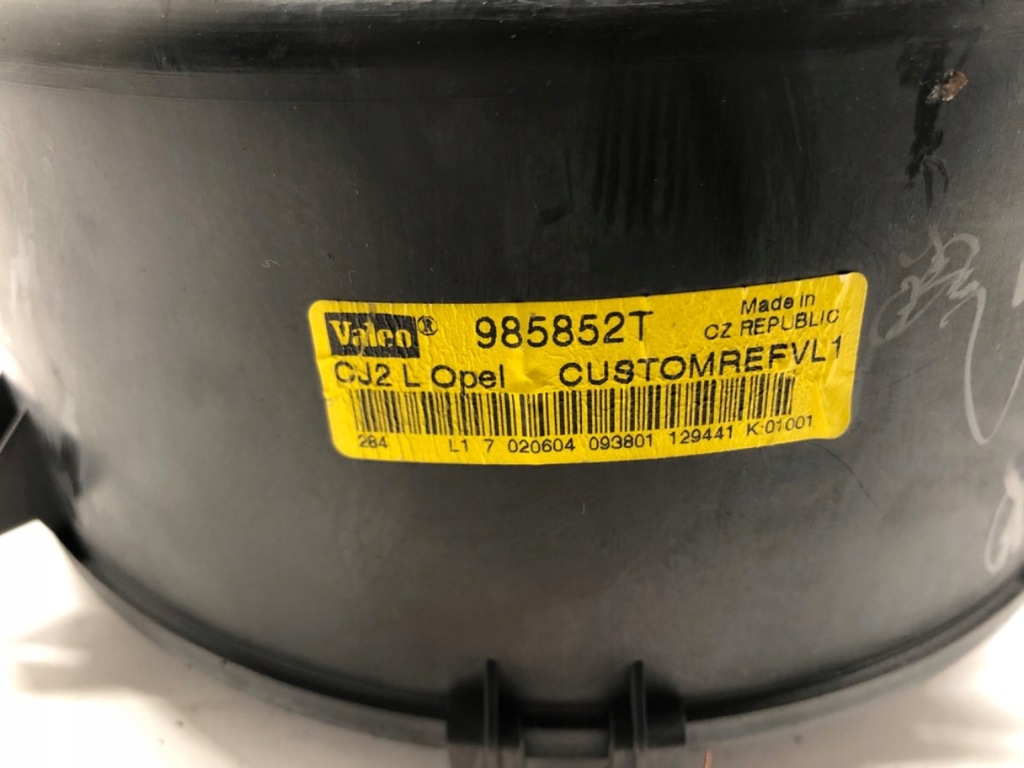 Valeo® 985852T Made in
CZ REPUBLIC
CJ2 L Opel CUSTOMREFVL1
284 L1 7 020604 093801 129441 K-01001